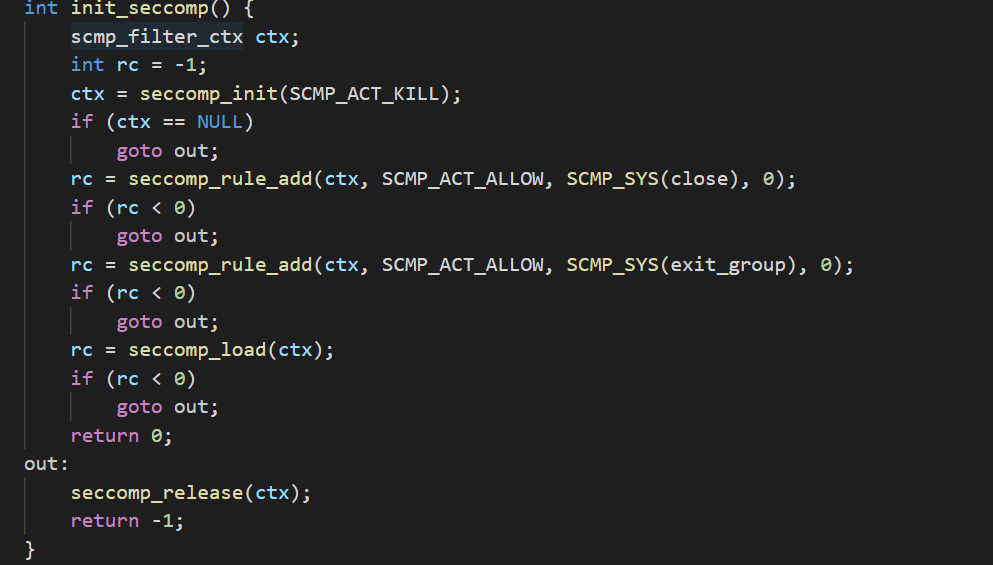 int init_seccomp() {
    scmp_filter_ctx ctx;
    int rc = -1;
    ctx = seccomp_init(SCMP_ACT_KILL);
    if (ctx == NULL)
        goto out;
    rc = seccomp_rule_add(ctx, SCMP_ACT_ALLOW, SCMP_SYS(close), 0);
    if (rc < 0)
        goto out;
    rc = seccomp_rule_add(ctx, SCMP_ACT_ALLOW, SCMP_SYS(exit_group), 0);
    if (rc < 0)
        goto out;
    rc = seccomp_load(ctx);
    if (rc < 0)
        goto out;
    return 0;
out:
    seccomp_release(ctx);
    return -1;
}